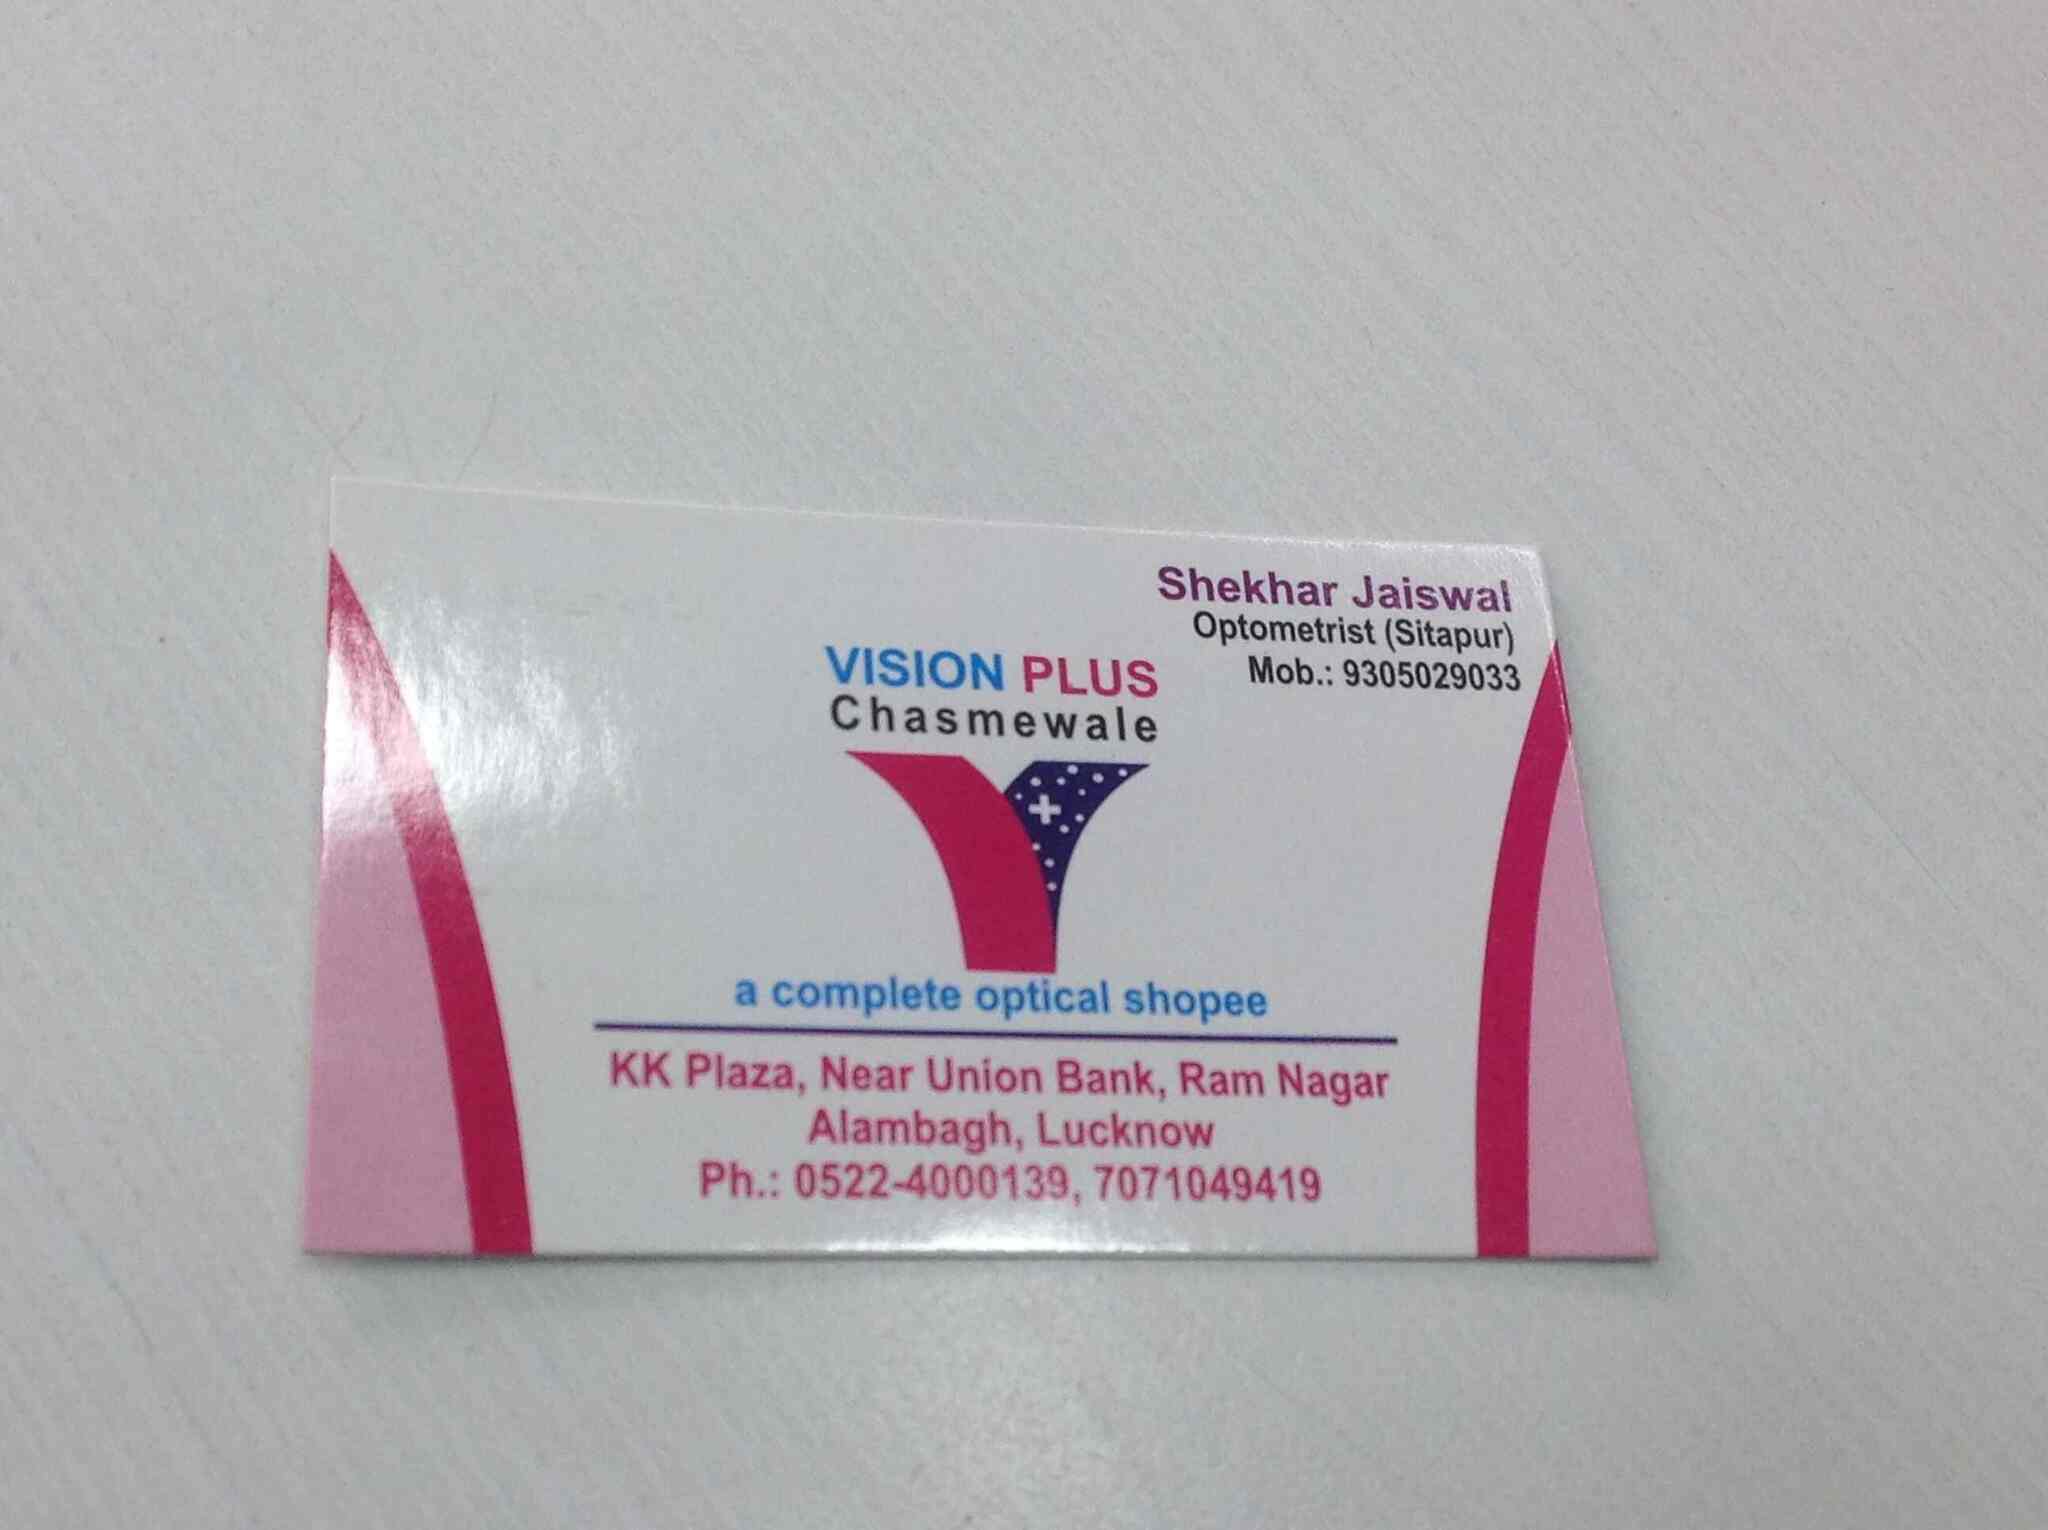 Shekhar Jaiswal
Optometrist (Sitapur)
Mob.: 9305029033
VISION PLUS
Chasmewale
a complete optical shopee
KK Plaza, Near Union Bank, Ram Nagar
Alambagh, Lucknow
Ph.: 0522-4000139, 7071049419